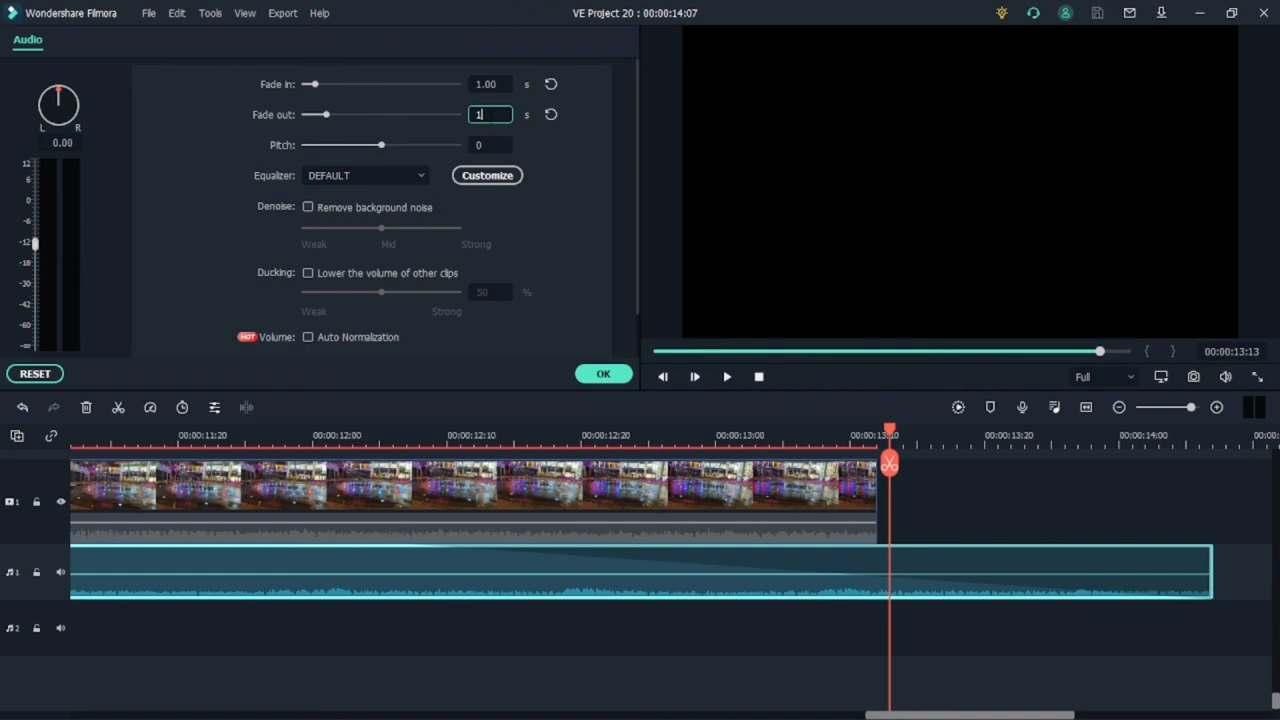 Wondershare Filmora File Edit Tools View Export Help VE Project 20 : 00:00:14:07
Audio
Fade in: 1.00 s
Fade out: 1 s
L R
0.00
Pitch: 0
Equalizer: DEFAULT Customize
Denoise: Remove background noise
Weak Mid Strong
Ducking: Lower the volume of other clips
50 %
Weak Strong
HOT Volume: Auto Normalization
12
6
0
-6
-12
-18
-30
-42
-60
-∞
RESET OK
{ } 00:00:13:13
Full
00:00:11:20 00:00:12:00 00:00:12:10 00:00:12:20 00:00:13:00 00:00:13:10 00:00:13:20 00:00:14:00 00:00:
1
1
2